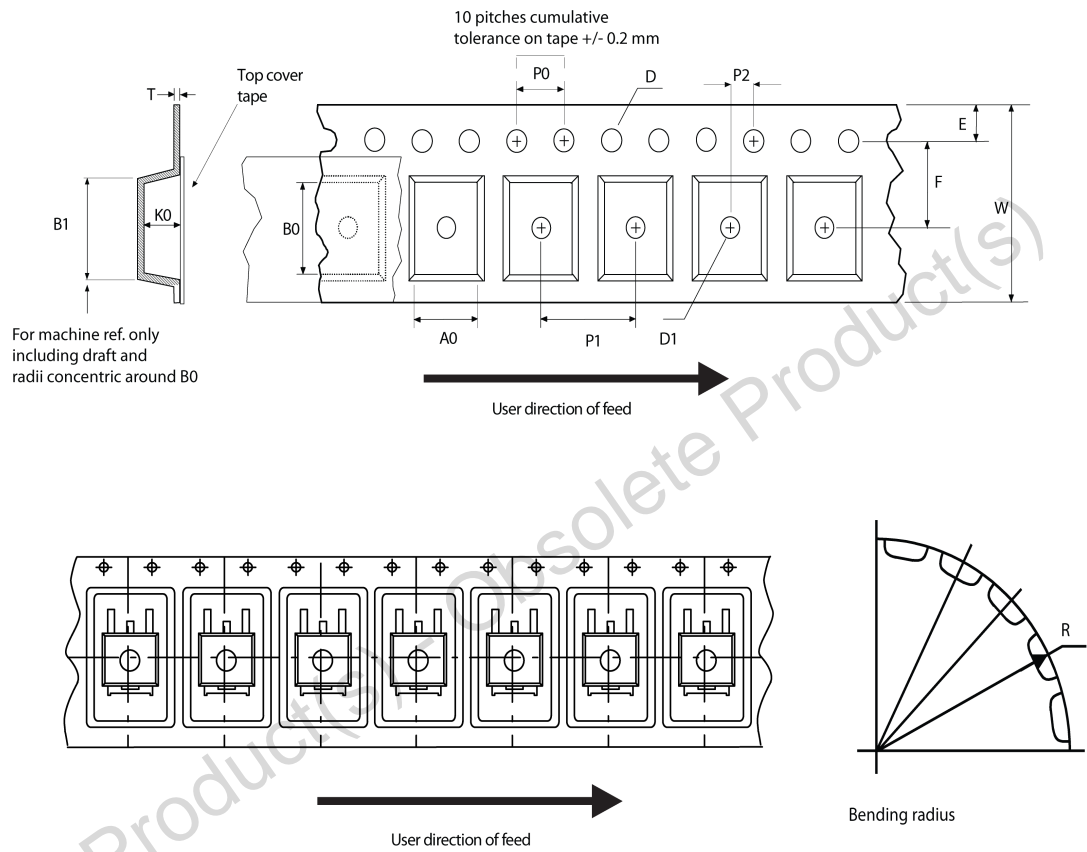 10 pitches cumulative
tolerance on tape +/- 0.2 mm
P0
D
P2
T
Top cover
tape
E
F
W
B1
K0
B0
For machine ref. only
including draft and
radii concentric around B0
A0
P1
D1
User direction of feed
R
Bending radius
User direction of feed
Product(s) - Obsolete Product(s)